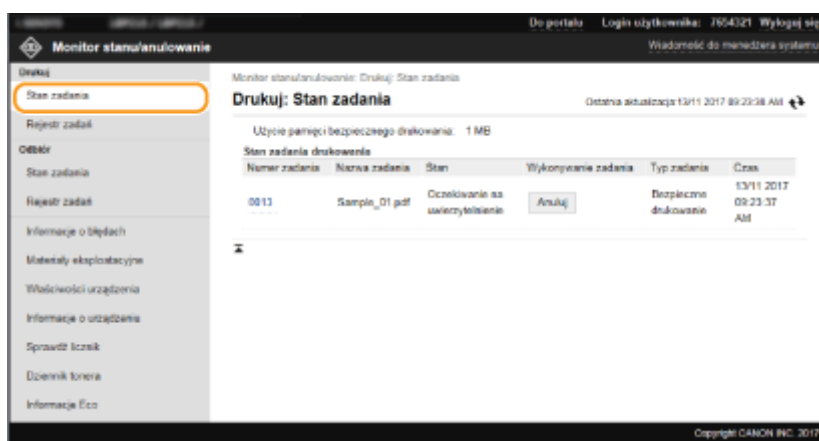 Do portalu Login użytkownika: 7654321 Wyloguj się
Monitor stanu/anulowanie Wiadomość do menedżera systemu
Drukuj
Stan zadania
Rejestr zadań
Odbiór
Stan zadania
Rejestr zadań
Informacje o błędach
Materiały eksploatacyjne
Właściwości urządzenia
Informacje o urządzeniu
Sprawdź licznik
Dziennik tonera
Informacje Eco
Monitor stanu/anulowanie: Drukuj: Stan zadania
Drukuj: Stan zadania
Ostatnia aktualizacja:13/11 2017 09:23:38 AM
Użycie pamięci bezpiecznego drukowania: 1 MB
Stan zadania drukowania
Numer zadania Nazwa zadania Stan Wykonywanie zadania Typ zadania Czas
0013 Sample_01.pdf Oczekiwanie na uwierzytelnienie Anuluj Bezpieczne drukowanie 13/11 2017 09:23:37 AM
Copyright CANON INC. 2017